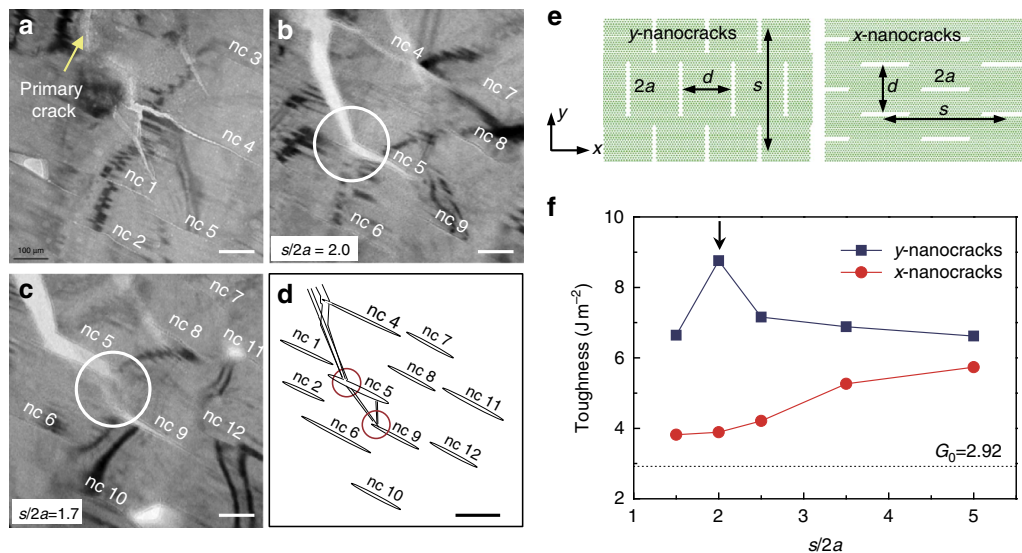 a
Primary
crack
nc 3
nc 4
nc 1
nc 5
nc 2
100 µm
b
nc 4
nc 7
nc 8
nc 5
nc 6
nc 9
s/2a = 2.0
c
nc 7
nc 5
nc 8
nc 11
nc 6
nc 9
nc 12
nc 10
s/2a=1.7
d
nc 4
nc 7
nc 1
nc 8
nc 2
nc 5
nc 11
nc 6
nc 9
nc 12
nc 10
e
y-nanocracks
2a
d
s
y
x
x-nanocracks
d
2a
s
f
10
8
6
4
2
Toughness (J m⁻²)
y-nanocracks
x-nanocracks
G₀=2.92
1 2 3 4 5
s/2a